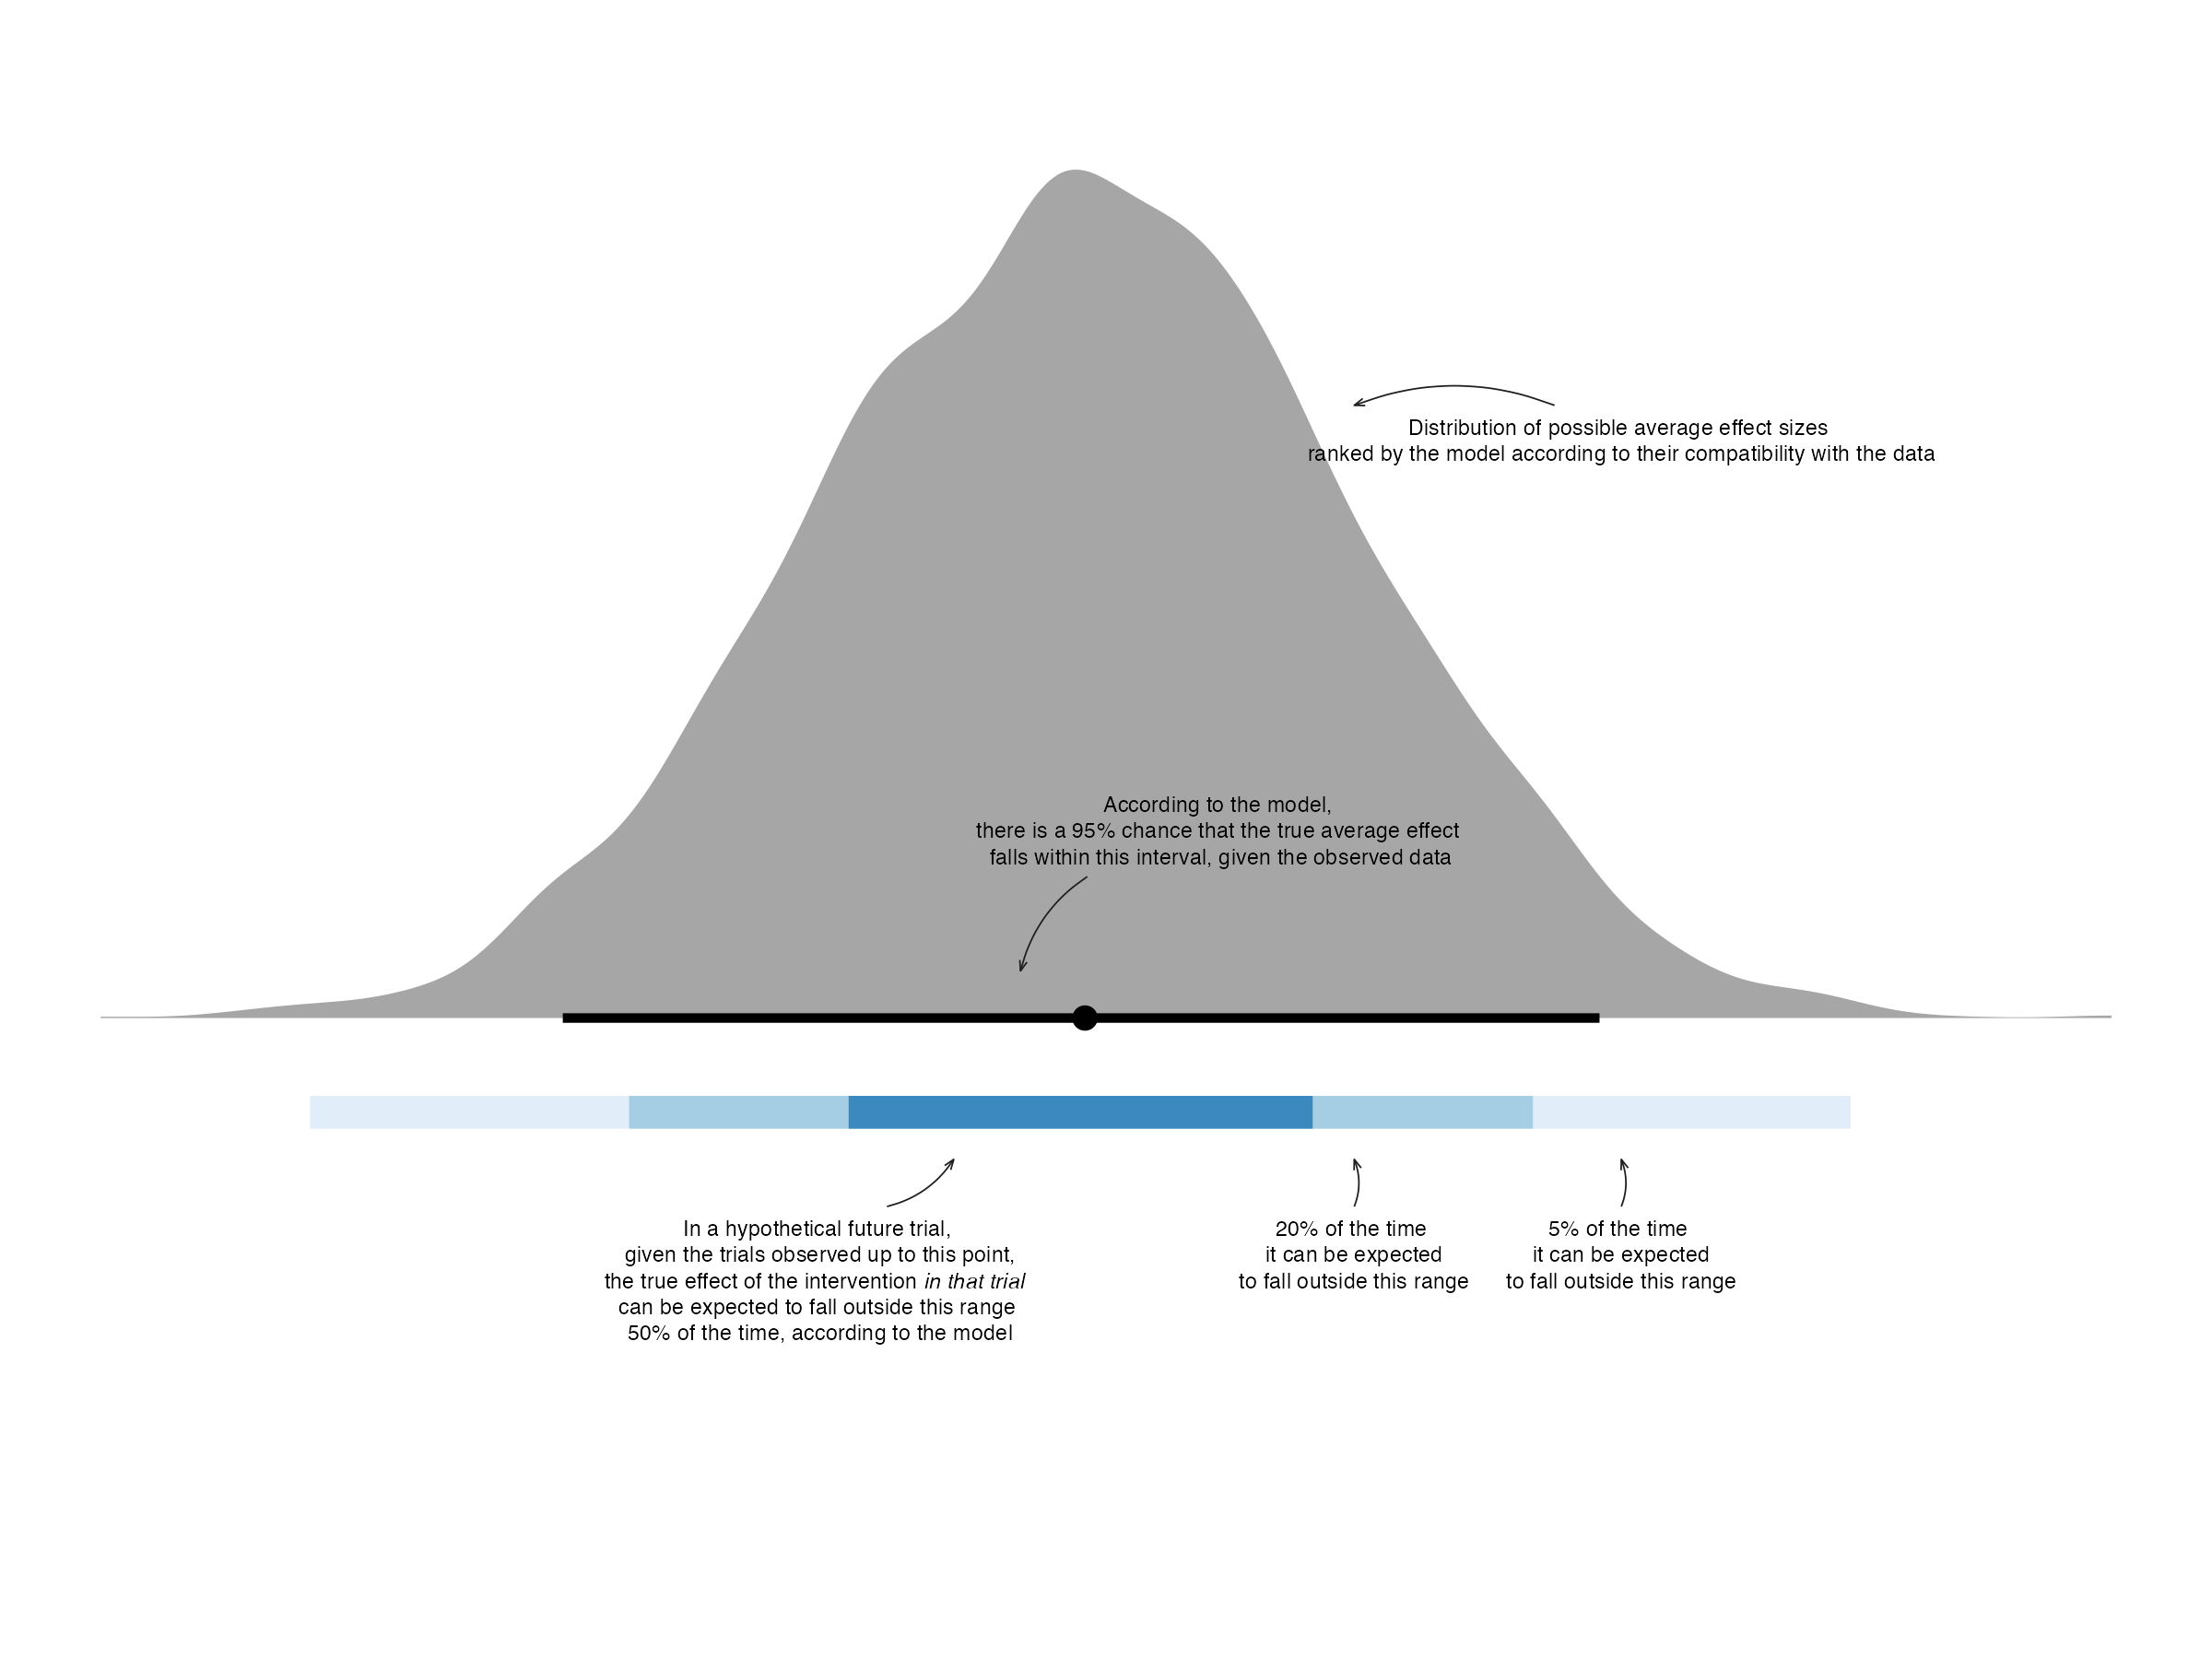 Distribution of possible average effect sizes
ranked by the model according to their compatibility with the data
According to the model,
there is a 95% chance that the true average effect
falls within this interval, given the observed data
In a hypothetical future trial,
given the trials observed up to this point,
the true effect of the intervention in that trial
can be expected to fall outside this range
50% of the time, according to the model
20% of the time
it can be expected
to fall outside this range
5% of the time
it can be expected
to fall outside this range